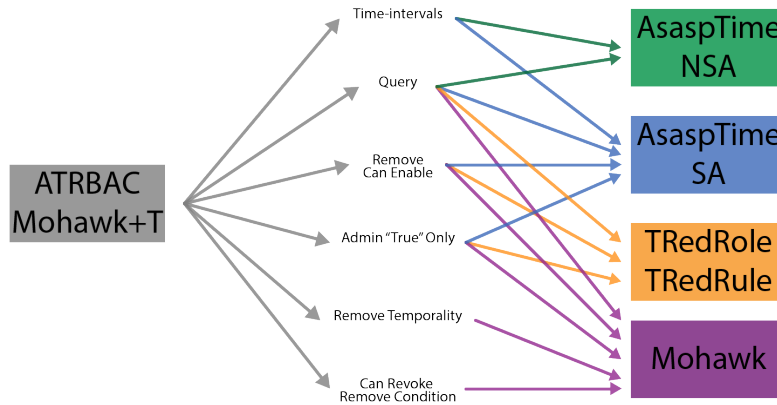 ATRBAC
Mohawk+T
Time-intervals
Query
Remove
Can Enable
Admin “True” Only
Remove Temporality
Can Revoke
Remove Condition
AsaspTime
NSA
AsaspTime
SA
TRedRole
TRedRule
Mohawk